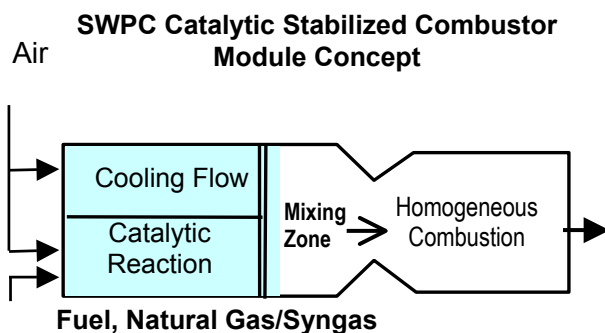 SWPC Catalytic Stabilized Combustor
Module Concept
Air
Cooling Flow
Catalytic
Reaction
Mixing
Zone
Homogeneous
Combustion
Fuel, Natural Gas/Syngas